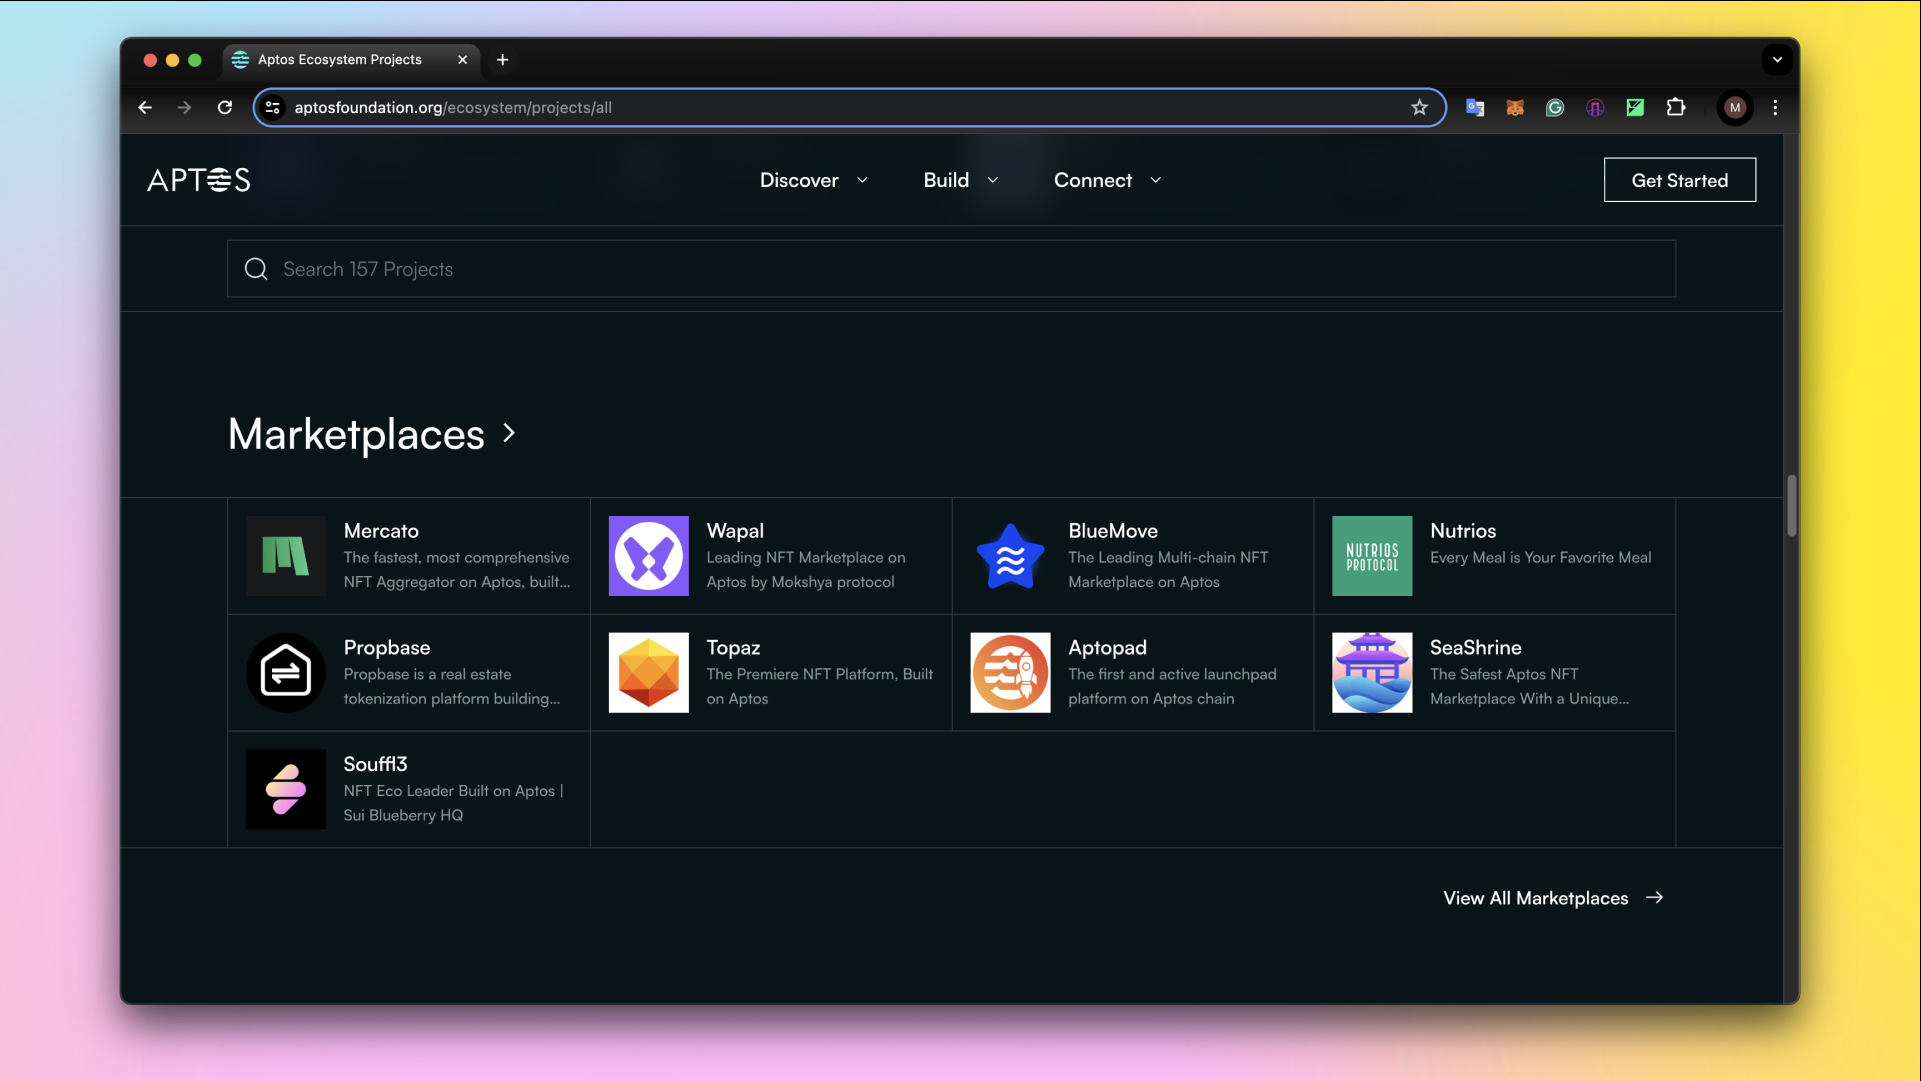 Aptos Ecosystem Projects
aptosfoundation.org/ecosystem/projects/all
M
APTOS
Discover
Build
Connect
Get Started
Search 157 Projects
Marketplaces
Mercato
The fastest, most comprehensive
NFT Aggregator on Aptos, built...
Wapal
Leading NFT Marketplace on
Aptos by Mokshya protocol
BlueMove
The Leading Multi-chain NFT
Marketplace on Aptos
NUTRIOS
PROTOCOL
Nutrios
Every Meal is Your Favorite Meal
Propbase
Propbase is a real estate
tokenization platform building...
Topaz
The Premiere NFT Platform, Built
on Aptos
Aptopad
The first and active launchpad
platform on Aptos chain
SeaShrine
The Safest Aptos NFT
Marketplace With a Unique...
Souffl3
NFT Eco Leader Built on Aptos |
Sui Blueberry HQ
View All Marketplaces